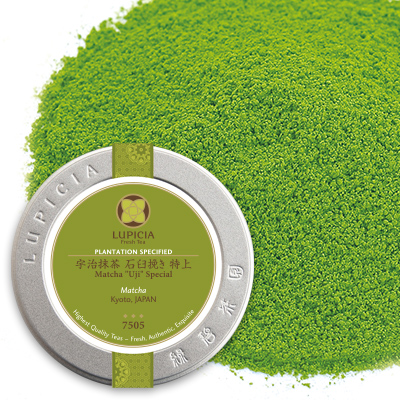 LUPICIA
LUPICIA
Fresh Tea
PLANTATION SPECIFIED
宇治抹茶 石臼挽き 特上
Matcha "Uji" Special
Matcha
Kyoto, JAPAN
7505
Highest Quality Teas – Fresh, Authentic, Exquisite
緑碧茶園